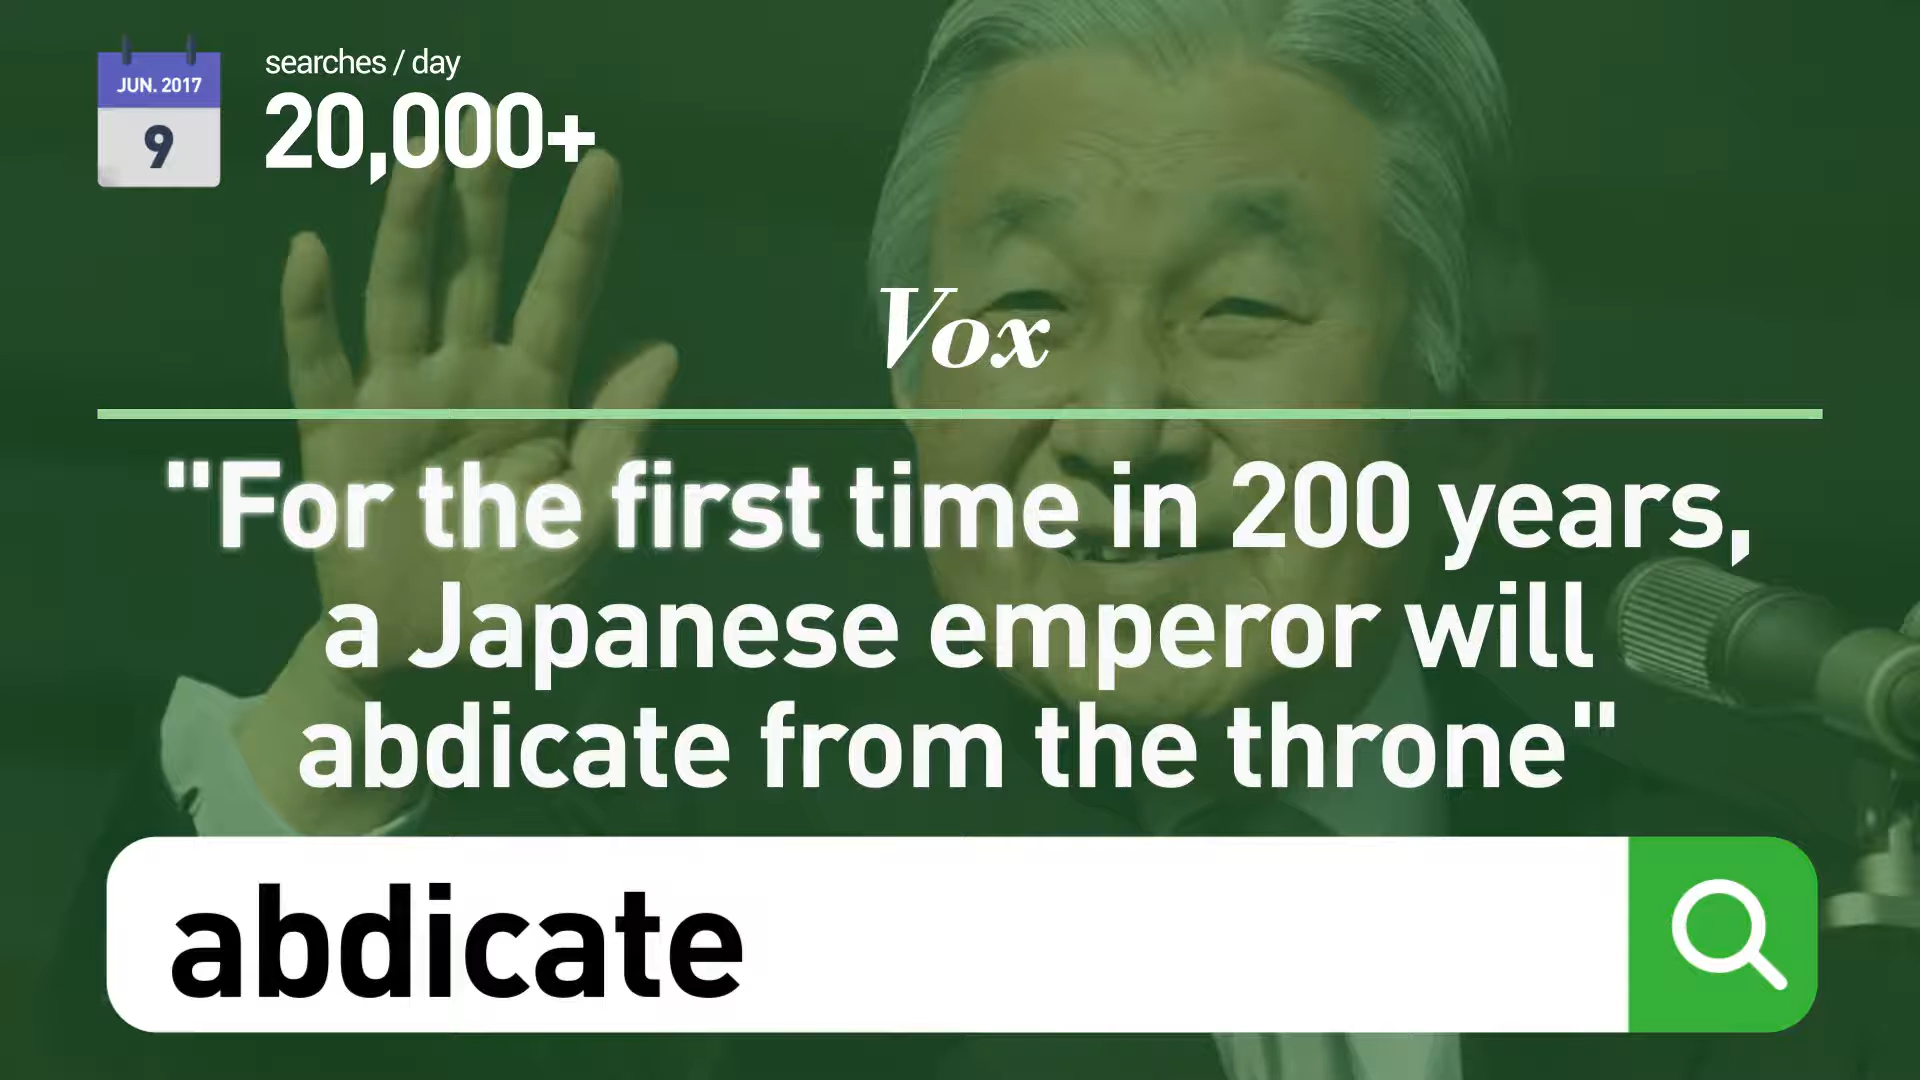 JUN. 2017
9
searches / day
20,000+
Vox
"For the first time in 200 years,
a Japanese emperor will
abdicate from the throne"
abdicate